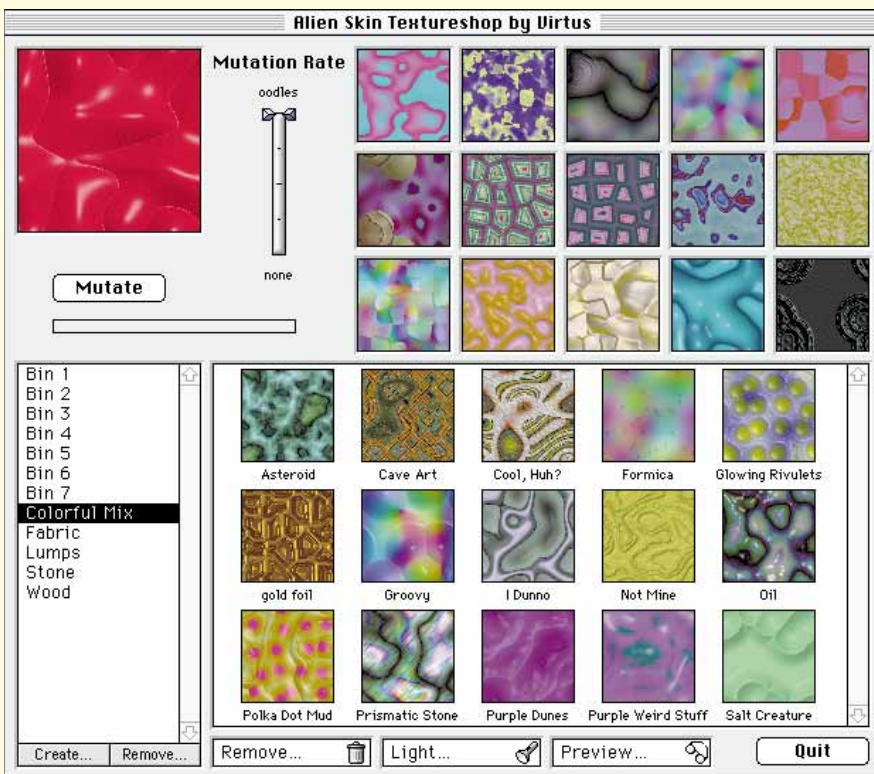 Alien Skin Textureshop by Virtus
Mutation Rate
oodles
none
Mutate
Bin 1
Bin 2
Bin 3
Bin 4
Bin 5
Bin 6
Bin 7
Colorful Mix
Fabric
Lumps
Stone
Wood
Create... Remove...
Asteroid Cave Art Cool, Huh? Formica Glowing Rivulets
gold foil Groovy I Dunno Not Mine Oil
Polka Dot Mud Prismatic Stone Purple Dunes Purple Weird Stuff Salt Creature
Remove... Light... Preview... Quit